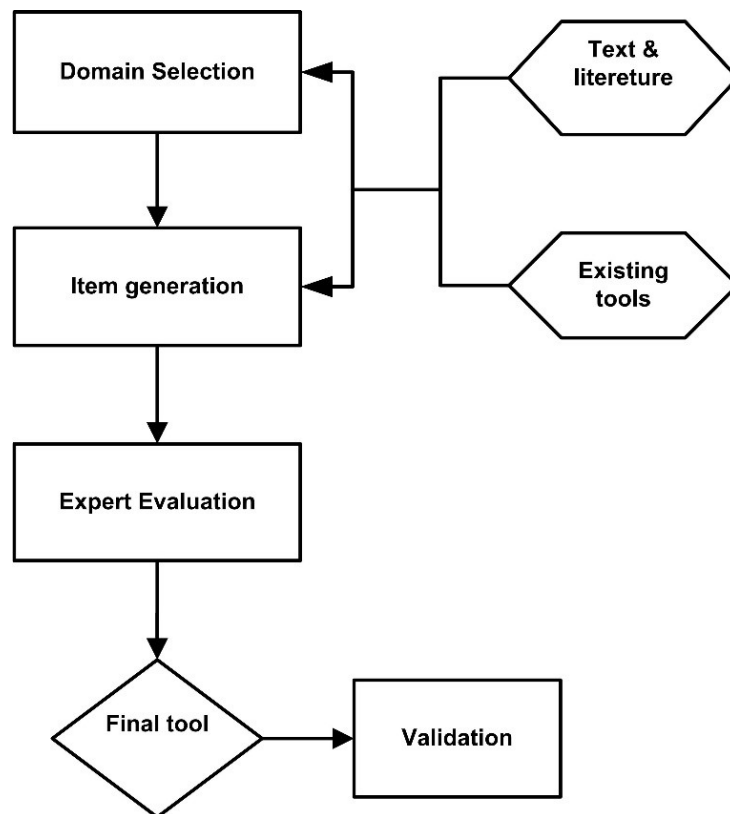 Domain Selection
Text &
litereture
Item generation
Existing
tools
Expert Evaluation
Final tool
Validation